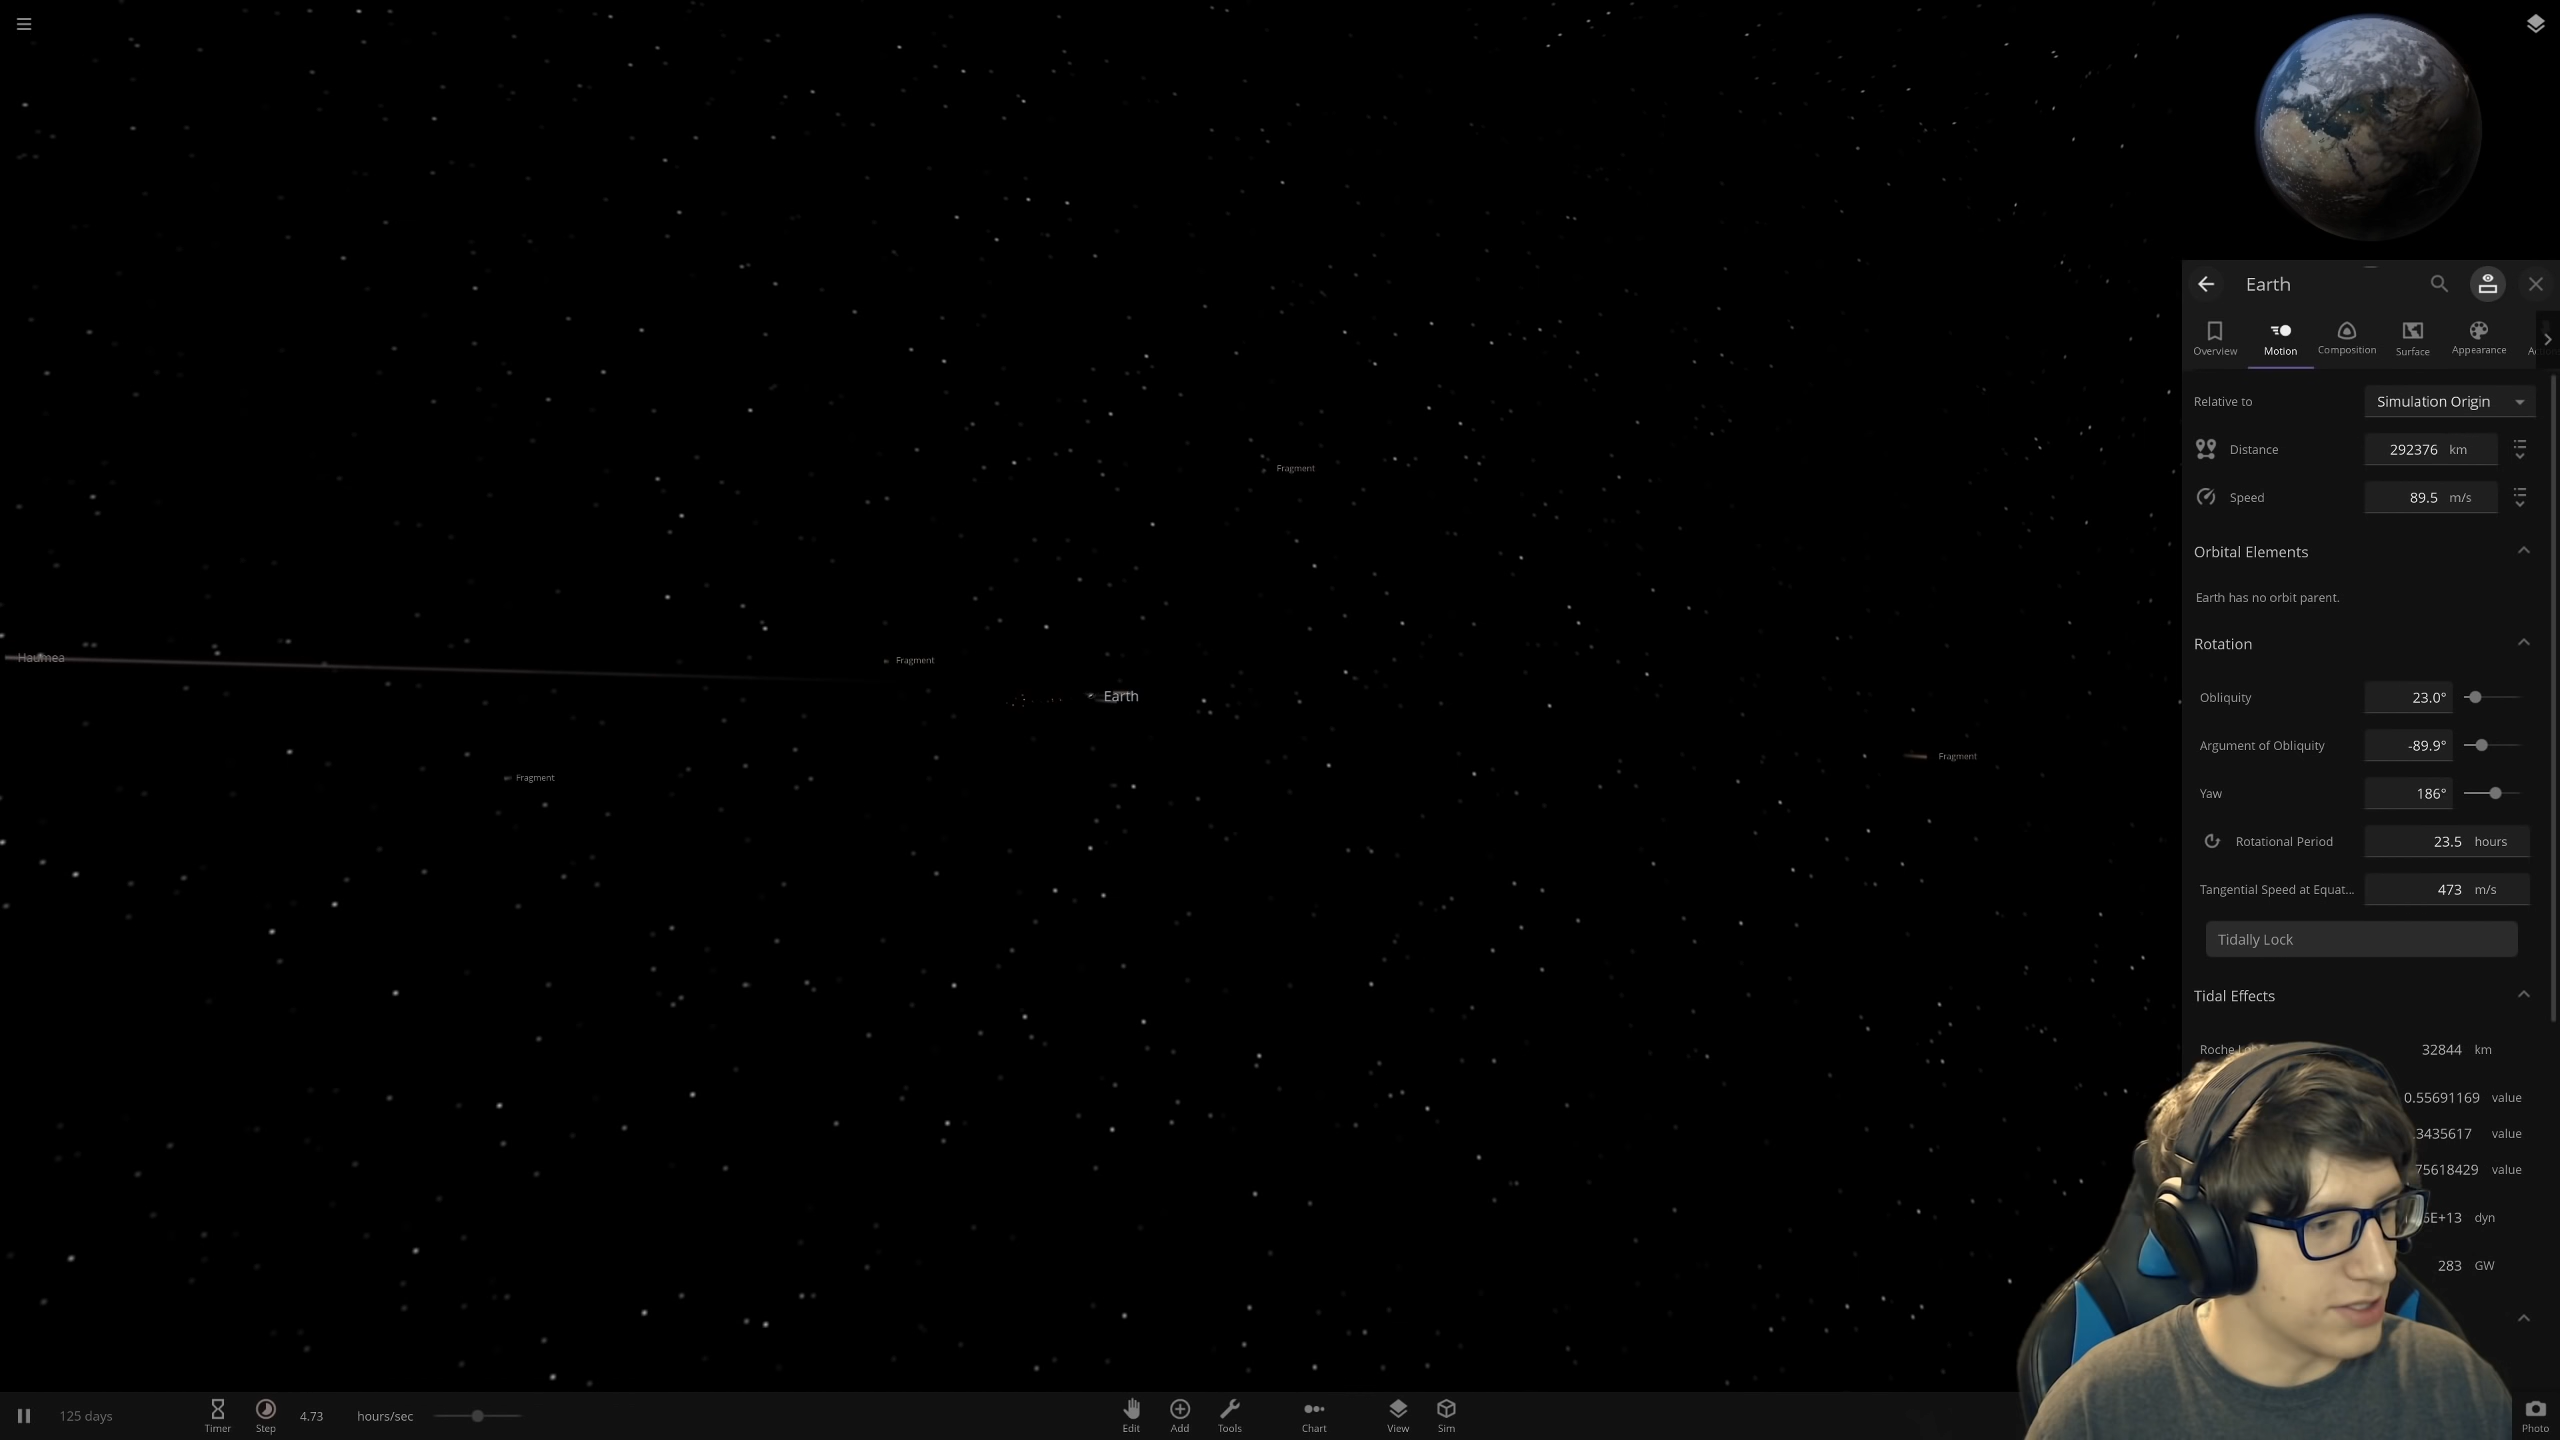 Earth
Overview
Motion
Composition
Surface
Appearance
Relative to
Simulation Origin
Distance
292376 km
Speed
89.5 m/s
Orbital Elements
Earth has no orbit parent.
Rotation
Obliquity
23.0°
Argument of Obliquity
-89.9°
Yaw
186°
Rotational Period
23.5 hours
Tangential Speed at Equat...
473 m/s
Tidally Lock
Tidal Effects
Roche
32844 km
0.55691169 value
3435617 value
75618429 value
E+13 dyn
283 GW
Fragment
Haumea
Fragment
Earth
Fragment
Fragment
125 days
Timer
Step
4.73 hours/sec
Edit
Add
Tools
Chart
View
Sim
Photo